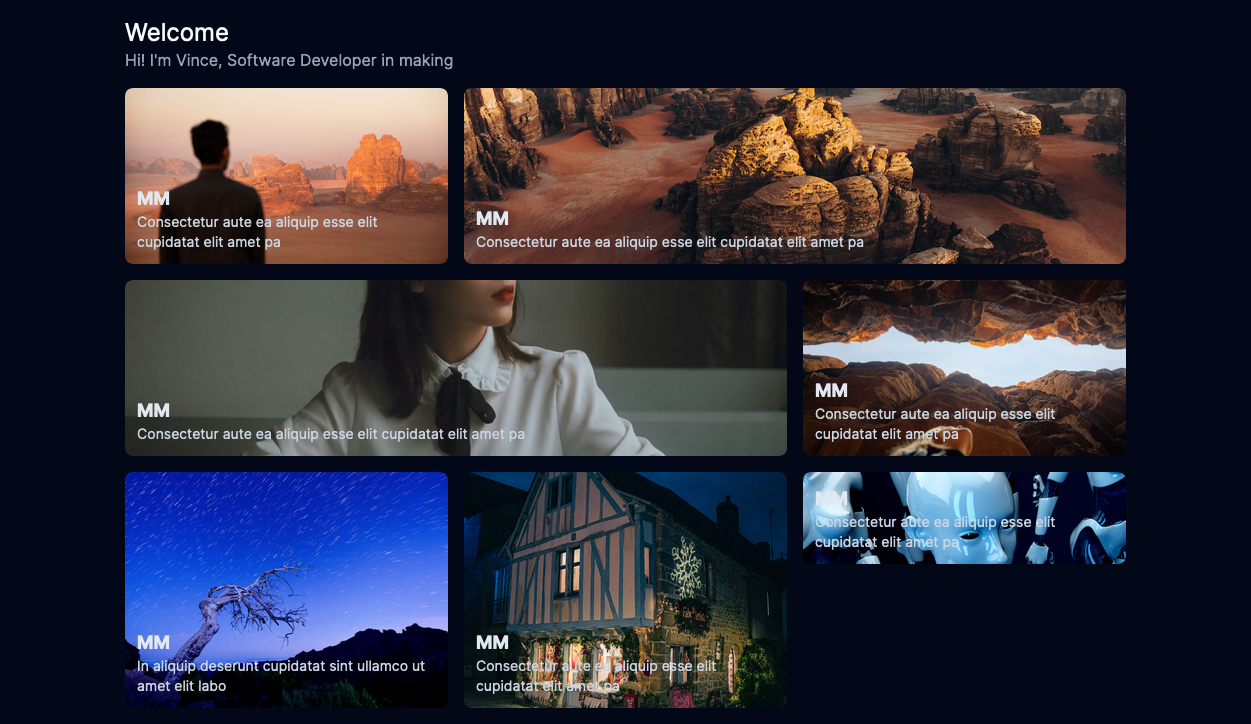 Welcome
Hi! I'm Vince, Software Developer in making
MM
Consectetur aute ea aliquip esse elit
cupidatat elit amet pa
MM
Consectetur aute ea aliquip esse elit cupidatat elit amet pa
MM
Consectetur aute ea aliquip esse elit cupidatat elit amet pa
MM
Consectetur aute ea aliquip esse elit
cupidatat elit amet pa
MM
In aliquip deserunt cupidatat sint ullamco ut
amet elit labo
MM
Consectetur aute ea aliquip esse elit
cupidatat elit amet pa
MM
Consectetur aute ea aliquip esse elit
cupidatat elit amet pa